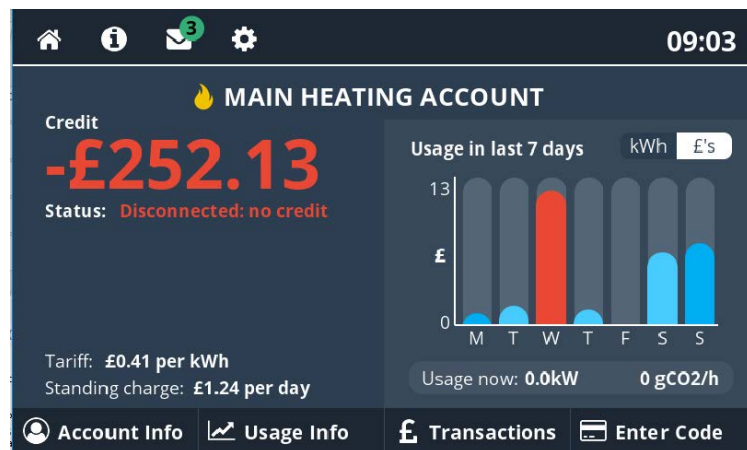 3
09:03
MAIN HEATING ACCOUNT
Credit
-£252.13
Status: Disconnected: no credit
Usage in last 7 days
kWh £'s
13
£
0
M T W T F S S
Tariff: £0.41 per kWh
Standing charge: £1.24 per day
Usage now: 0.0kW 0 gCO2/h
Account Info Usage Info £ Transactions Enter Code